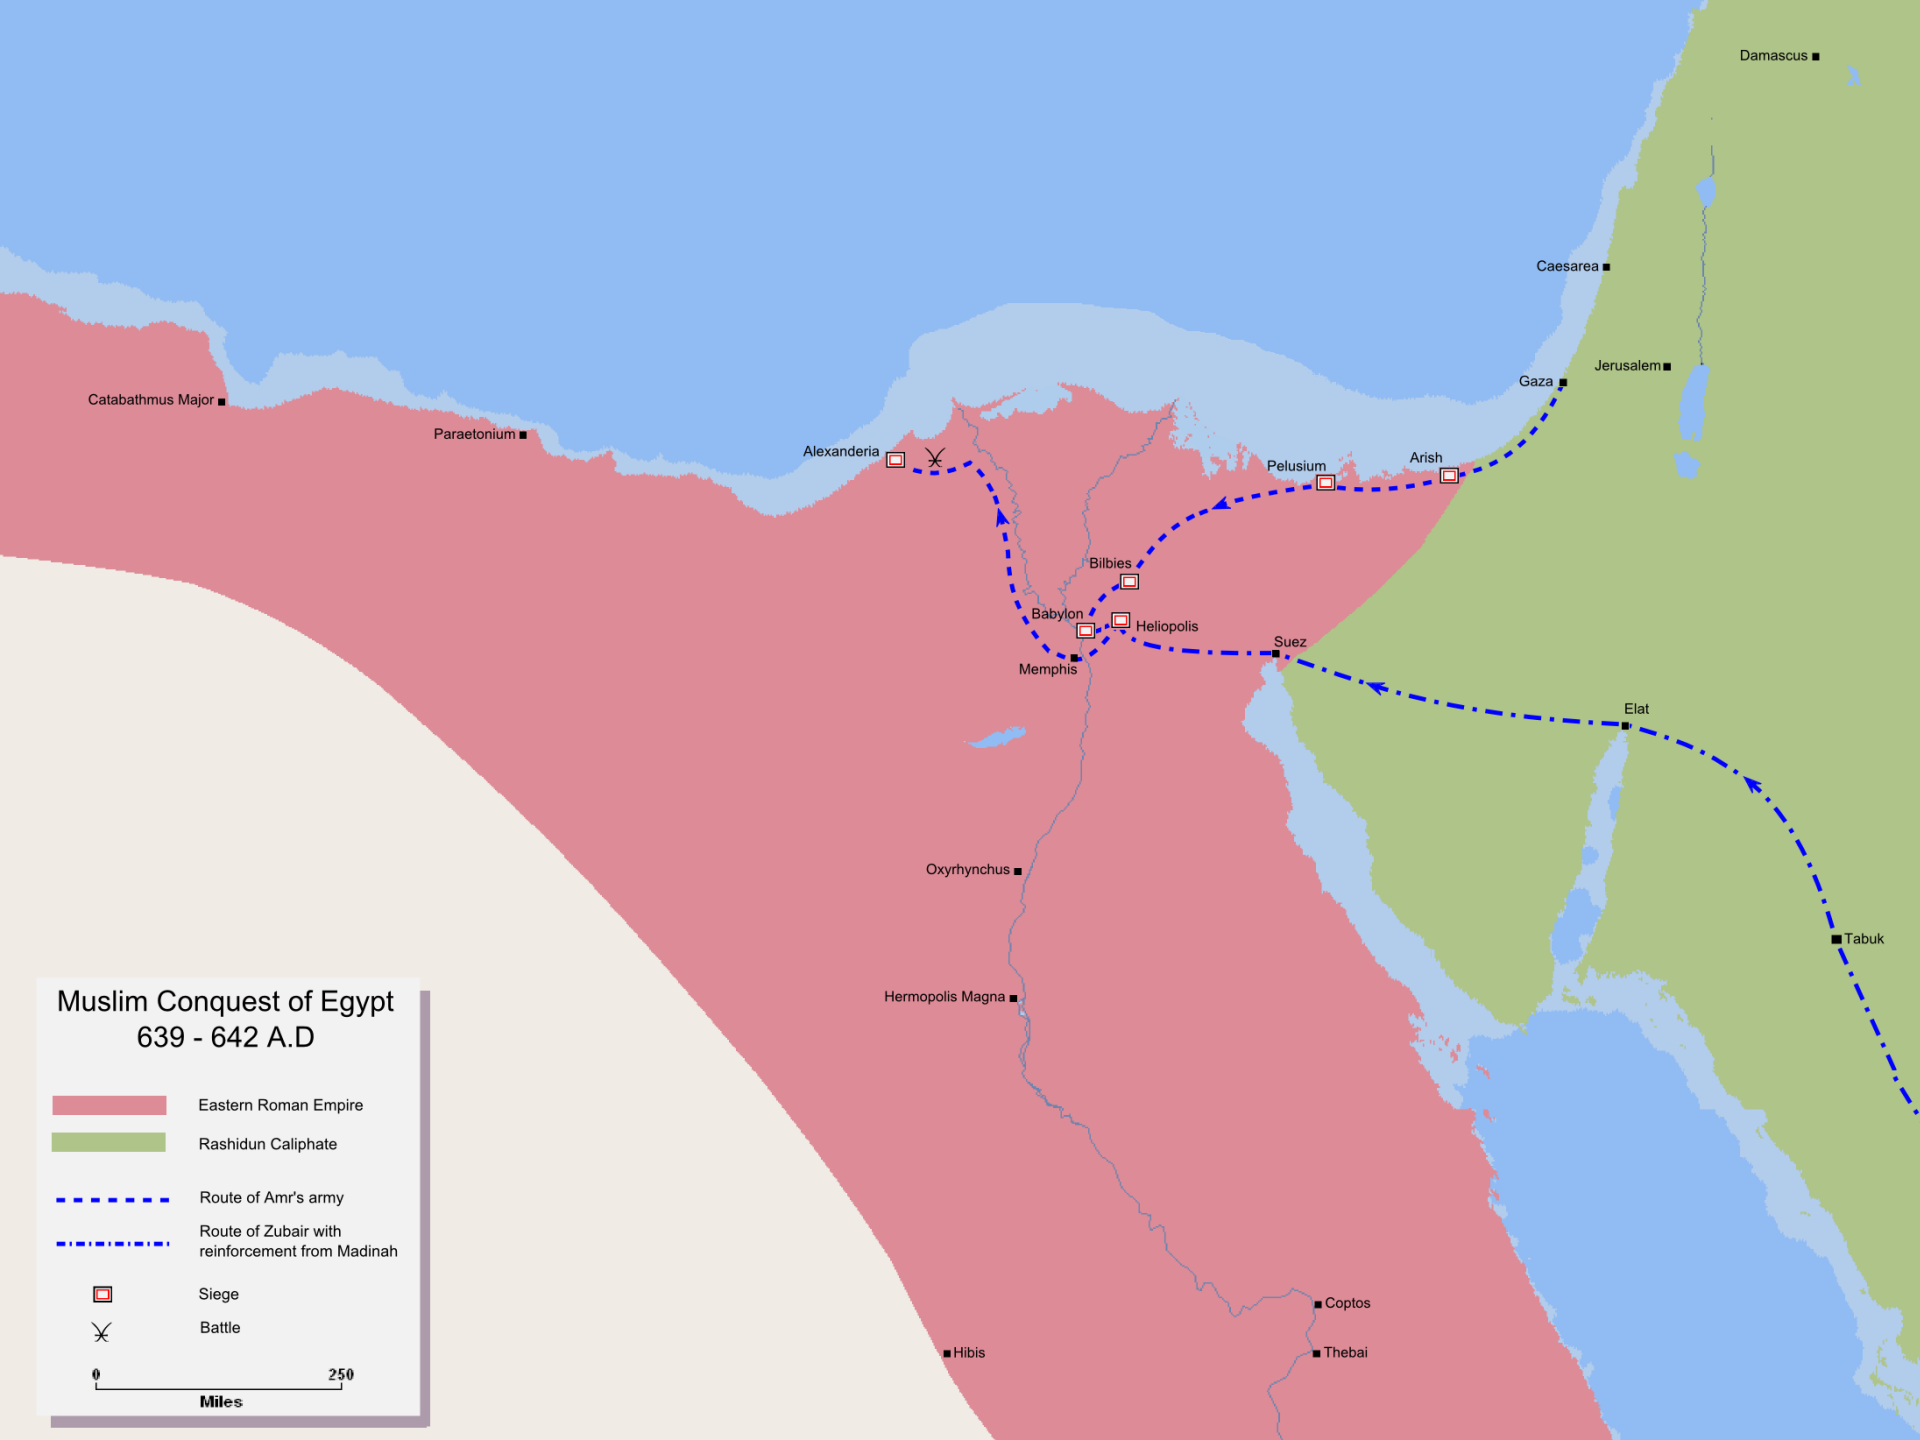 Damascus
Caesarea
Jerusalem
Gaza
Catabathmus Major
Paraetonium
Alexanderia
Arish
Pelusium
Bilbies
Babylon
Heliopolis
Suez
Memphis
Elat
Oxyrhynchus
Tabuk
Hermopolis Magna
Coptos
Hibis
Thebai
Muslim Conquest of Egypt
639 - 642 A.D
Eastern Roman Empire
Rashidun Caliphate
Route of Amr's army
Route of Zubair with
reinforcement from Madinah
Siege
Battle
0 250
Miles